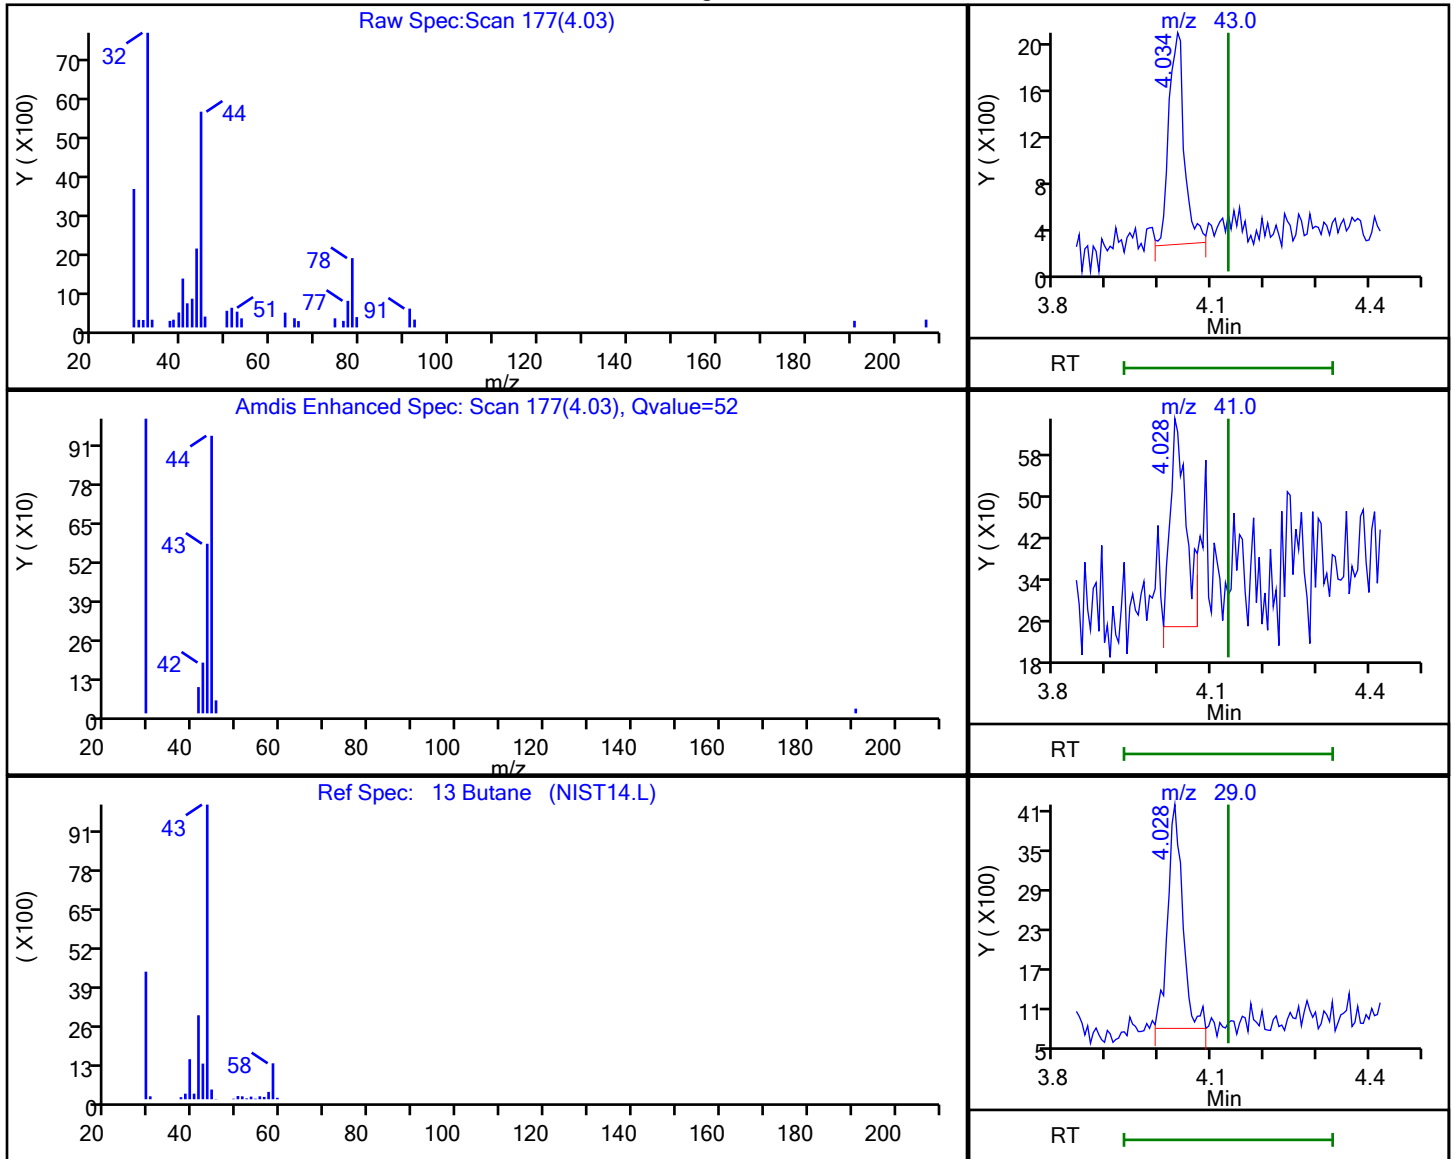 Raw Spec:Scan 177(4.03)
Y ( X100)
70
60
50
40
30
20
10
0
32
44
51
77
78
91
20 40 60 80 100 120 140 160 180 200
m/z
m/z 43.0
Y ( X100)
20
16
12
8
4
0
4.034
3.8 4.1 4.4
Min
RT
Amdis Enhanced Spec: Scan 177(4.03), Qvalue=52
Y ( X10)
91
78
65
52
39
26
13
0
44
43
42
20 40 60 80 100 120 140 160 180 200
m/z
m/z 41.0
Y ( X10)
58
50
42
34
26
18
4.028
3.8 4.1 4.4
Min
RT
Ref Spec: 13 Butane (NIST14.L)
( X100)
91
78
65
52
39
26
13
0
43
58
20 40 60 80 100 120 140 160 180 200
m/z 29.0
Y ( X100)
41
35
29
23
17
11
5
4.028
3.8 4.1 4.4
Min
RT